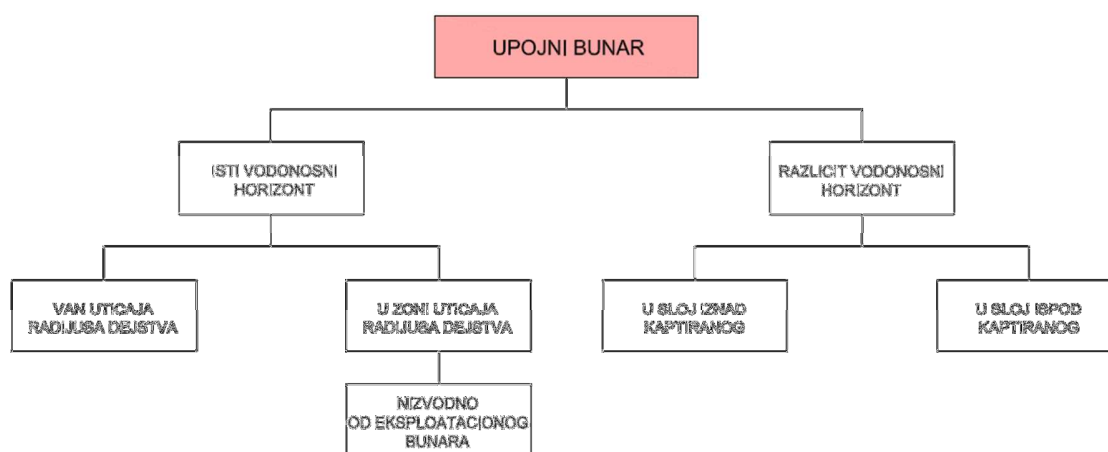 UPOJNI BUNAR
ISTI VODONOSNI
HORIZONT
RAZLICIT VODONOSNI
HORIZONT
VAN UTICAJA
RADIJUSA DEJSTVA
U ZONI UTICAJA
RADIJUSA DEJSTVA
U SLOJ IZNAD
KAPTIRANOG
U SLOJ ISPOD
KAPTIRANOG
NIZVODNO
OD EKSPLOATACIONOG
BUNARA